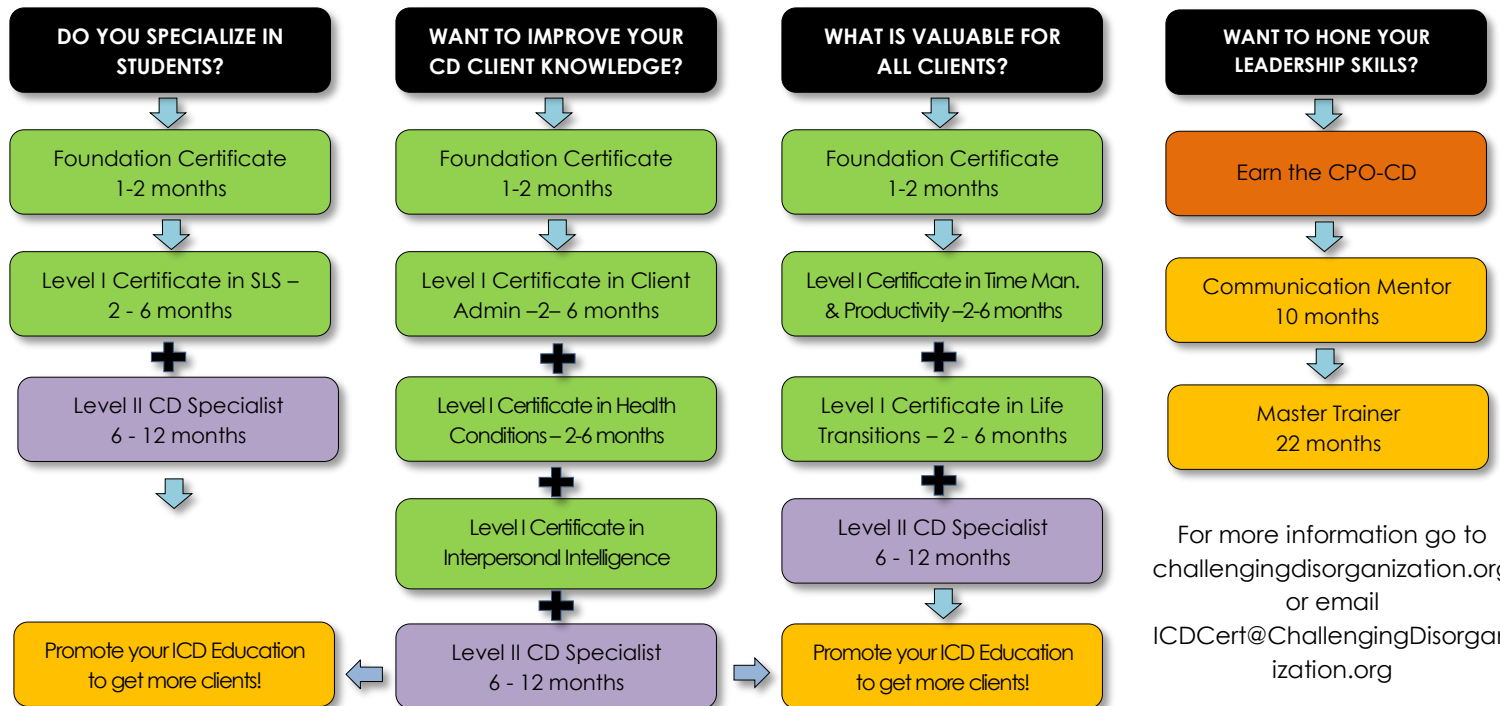 DO YOU SPECIALIZE IN
STUDENTS?
Foundation Certificate
1-2 months
Level I Certificate in SLS –
2 - 6 months
Level II CD Specialist
6 - 12 months
Promote your ICD Education
to get more clients!
WANT TO IMPROVE YOUR
CD CLIENT KNOWLEDGE?
Foundation Certificate
1-2 months
Level I Certificate in Client
Admin –2– 6 months
Level I Certificate in Health
Conditions – 2-6 months
Level I Certificate in
Interpersonal Intelligence
Level II CD Specialist
6 - 12 months
WHAT IS VALUABLE FOR
ALL CLIENTS?
Foundation Certificate
1-2 months
Level I Certificate in Time Man.
& Productivity –2-6 months
Level I Certificate in Life
Transitions – 2 - 6 months
Level II CD Specialist
6 - 12 months
Promote your ICD Education
to get more clients!
WANT TO HONE YOUR
LEADERSHIP SKILLS?
Earn the CPO-CD
Communication Mentor
10 months
Master Trainer
22 months
For more information go to
challengingdisorganization.org
or email
ICDCert@ChallengingDisorgan
ization.org